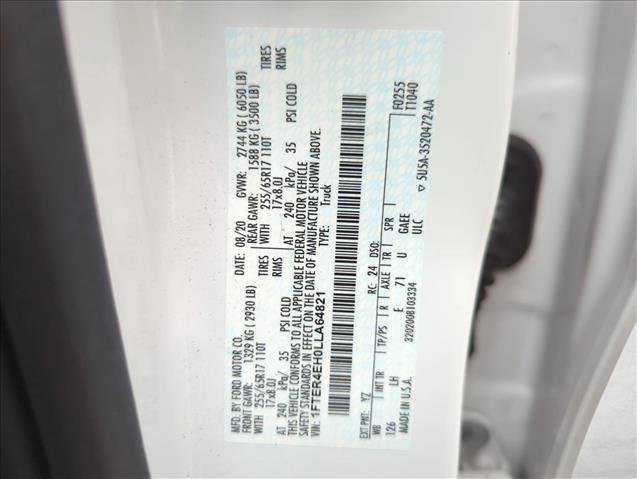 MFD. BY FORD MOTOR CO.
DATE: 08/20 GVWR: 2744 KG ( 6050 LB)
FRONT GAWR: 1329 KG ( 2930 LB) REAR GAWR: 1588 KG ( 3500 LB)
WITH 255/65R17 110T TIRES WITH 255/65R17 110T TIRES
17x8.0J RIMS 17x8.0J RIMS
AT 240 kPa/ 35 PSI COLD AT 240 kPa/ 35 PSI COLD
THIS VEHICLE CONFORMS TO ALL APPLICABLE FEDERAL MOTOR VEHICLE
SAFETY STANDARDS IN EFFECT ON THE DATE OF MANUFACTURE SHOWN ABOVE.
VIN: 1FTER4EH0LLA64821 TYPE: Truck
F0255
T1040
EXT PNT: YZ RC: 24 DSO:
WB INT TR TP/PS R AXLE TR SPR
126 LH E 71 U GAEE
MADE IN U.S.A. 3202008103334 ULC
▽ 5U5A-3520472-AA